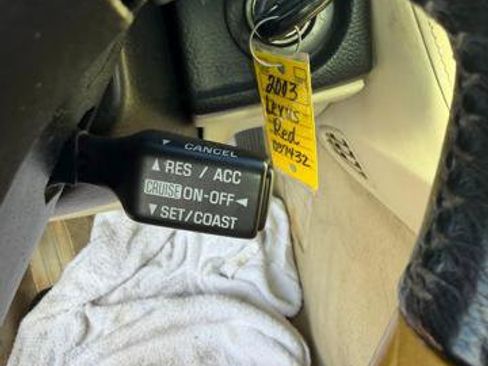 ▼ CANCEL
▲ RES / ACC
CRUISE ON-OFF ◄
▼ SET/COAST
2003
Lexus
Red